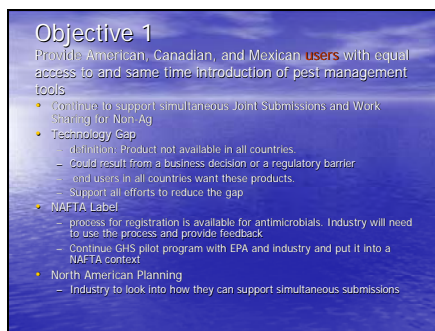 Objective 1
Provide American, Canadian, and Mexican users with equal
access to and same time introduction of pest management
tools
• Continue to support simultaneous Joint Submissions and Work
Sharing for Non-Ag
• Technology Gap
– definition; Product not available in all countries.
– Could result from a business decision or a regulatory barrier
– end users in all countries want these products.
– Support all efforts to reduce the gap
• NAFTA Label
– process for registration is available for antimicrobials. Industry will need
to use the process and provide feedback
– Continue GHS pilot program with EPA and industry and put it into a
NAFTA context
• North American Planning
– Industry to look into how they can support simultaneous submissions